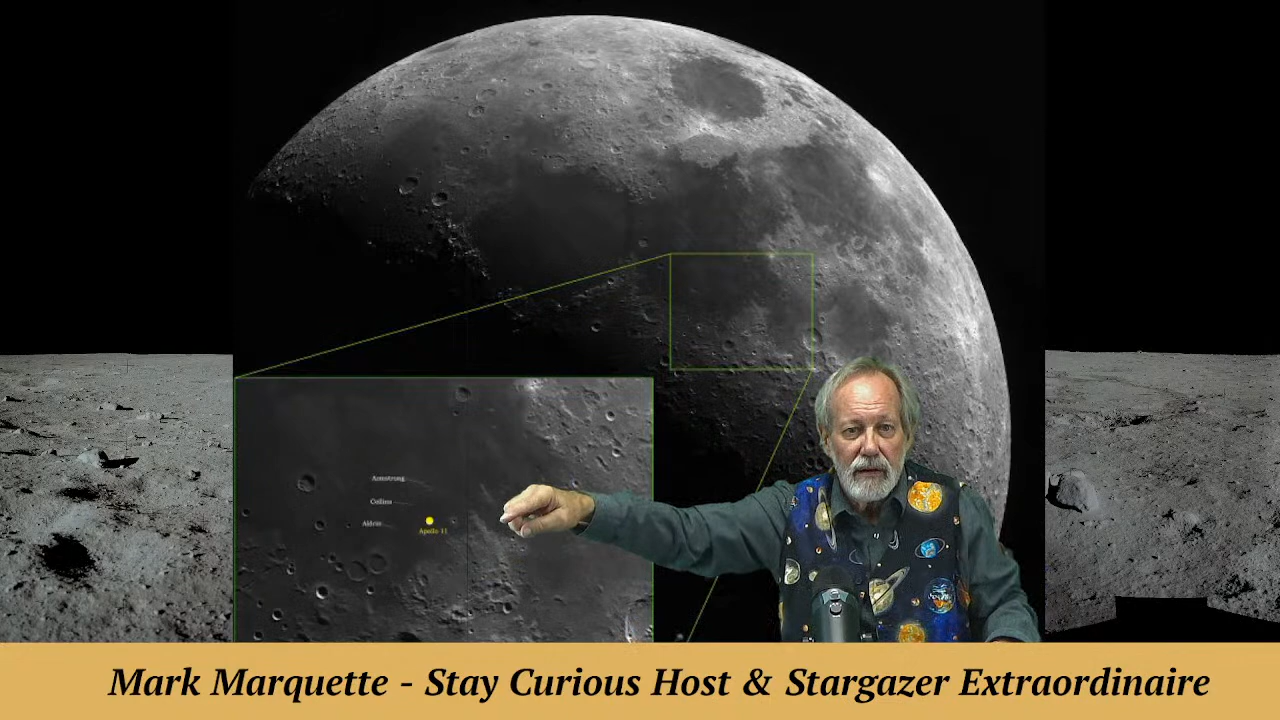 Armstrong
Collins
Aldrin
Apollo 11
Mark Marquette - Stay Curious Host & Stargazer Extraordinaire